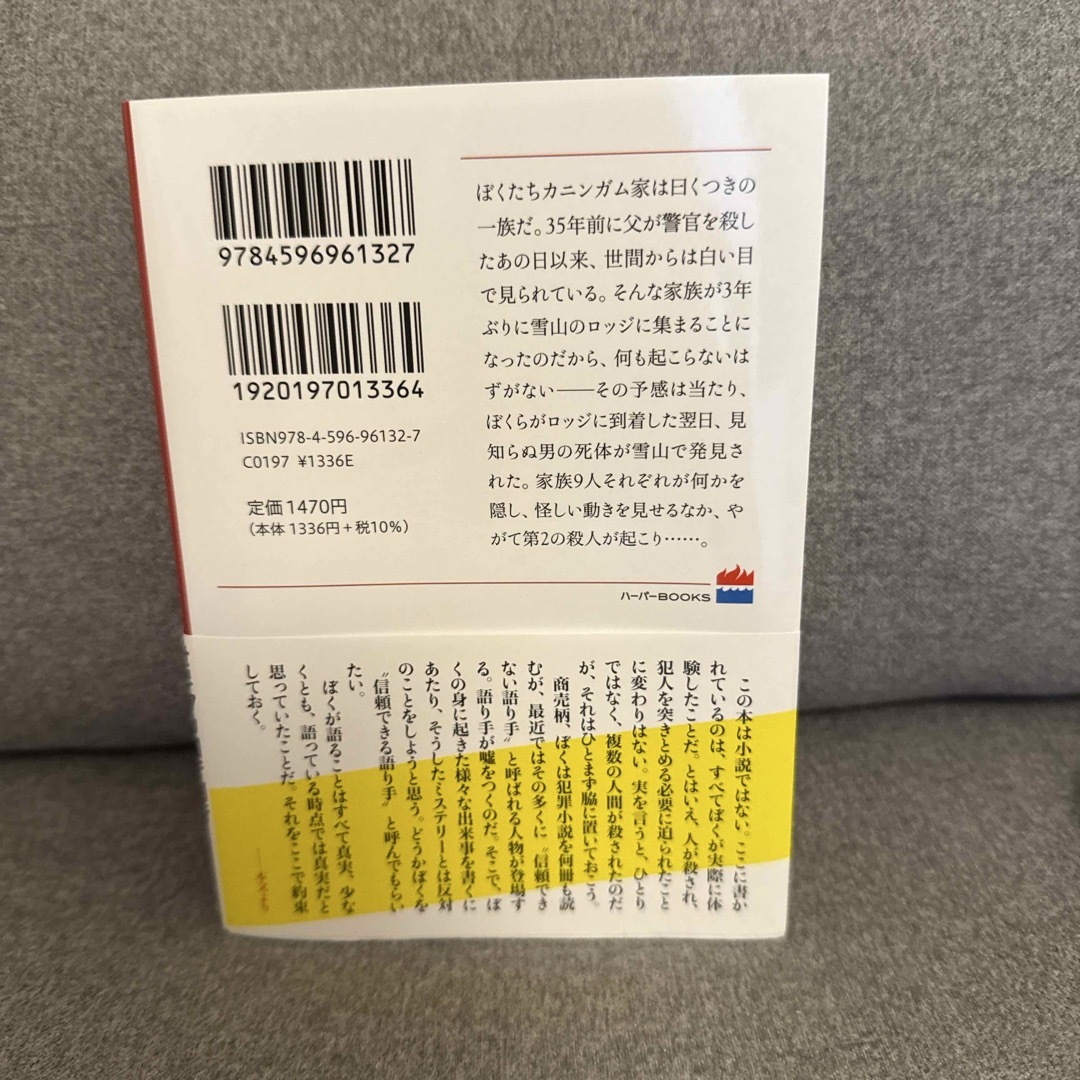 9784596961327
1920197013364
ISBN978-4-596-96132-7
C0197 ¥1336E
定価1470円
(本体1336円+税10%)
ぼくたちカニンガム家は曰くつきの
一族だ。35年前に父が警官を殺し
たあの日以来、世間からは白い目
で見られている。そんな家族が3年
ぶりに雪山のロッジに集まることに
なったのだから、何も起こらないは
ずがない――その予感は当たり、
ぼくらがロッジに到着した翌日、見
知らぬ男の死体が雪山で発見さ
れた。家族9人それぞれが何かを
隠し、怪しい動きを見せるなか、や
がて第2の殺人が起こり……。
ハーパーBOOKS
この本は小説ではない。ここに書か
れているのは、すべてぼくが実際に体
験したことだ。とはいえ、人が殺され、
犯人を突きとめる必要に迫られたこと
に変わりはない。実を言うと、ひとり
ではなく、複数の人間が殺されたのだ
が、それはひとまず脇に置いておこう。
商売柄、ぼくは犯罪小説を何冊も読
むが、最近ではその多くに〝信頼でき
ない語り手〟と呼ばれる人物が登場す
る。語り手が嘘をつくのだ。そこで、ぼ
くの身に起きた様々な出来事を書くに
あたり、そうしたミステリーとは反対
のことをしようと思う。どうかぼくを
〝信頼できる語り手〟と呼んでもらい
たい。
ぼくが語ることはすべて真実、少な
くとも、語っている時点では真実だと
思っていたことだ。それをここで約束
しておく。
――本文より